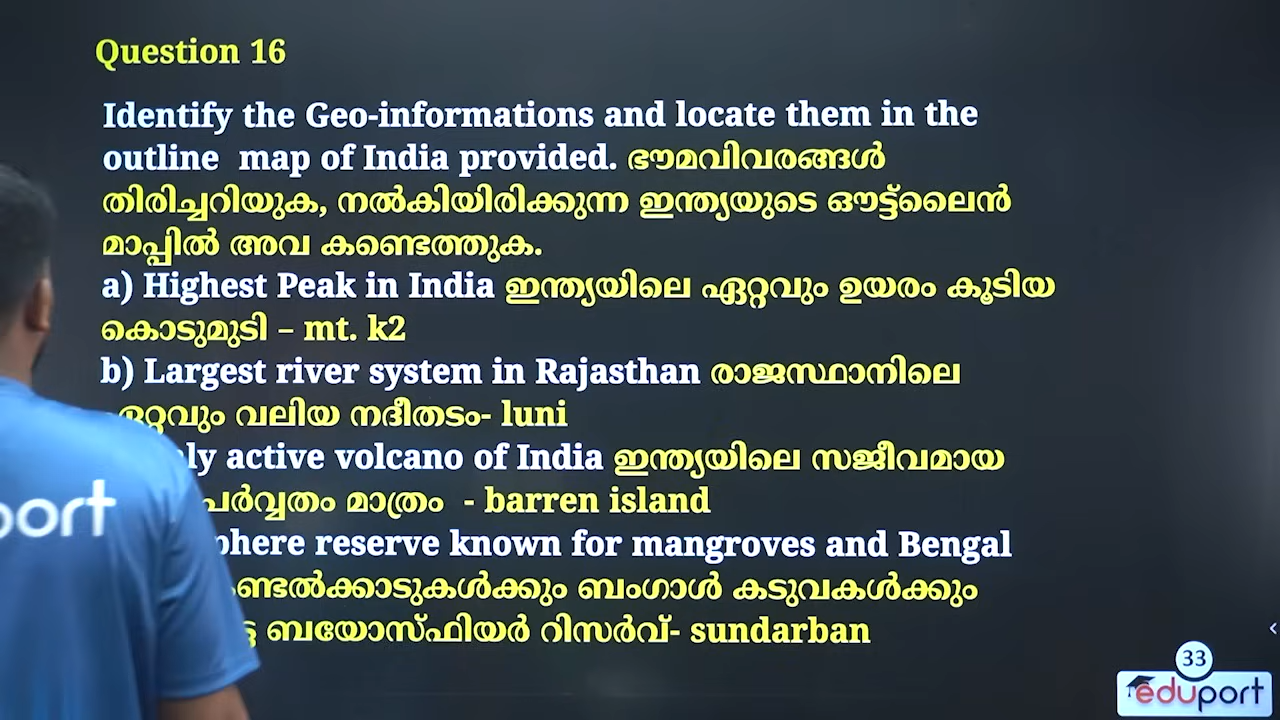 Question 16
Identify the Geo-informations and locate them in the
outline map of India provided. ഭൗമവിവരങ്ങൾ
തിരിച്ചറിയുക, നൽകിയിരിക്കുന്ന ഇന്ത്യയുടെ ഔട്ട്ലൈൻ
മാപ്പിൽ അവ കണ്ടെത്തുക.
a) Highest Peak in India ഇന്ത്യയിലെ ഏറ്റവും ഉയരം കൂടിയ
കൊടുമുടി – mt. k2
b) Largest river system in Rajasthan രാജസ്ഥാനിലെ
ഏറ്റവും വലിയ നദീതടം- luni
active volcano of India ഇന്ത്യയിലെ സജീവമായ
മാത്രം - barren island
reserve known for mangroves and Bengal
ബംഗാൾ കടുവകൾക്കും
ബയോസ്ഫിയർ റിസർവ്- sundarban
port
33
eduport